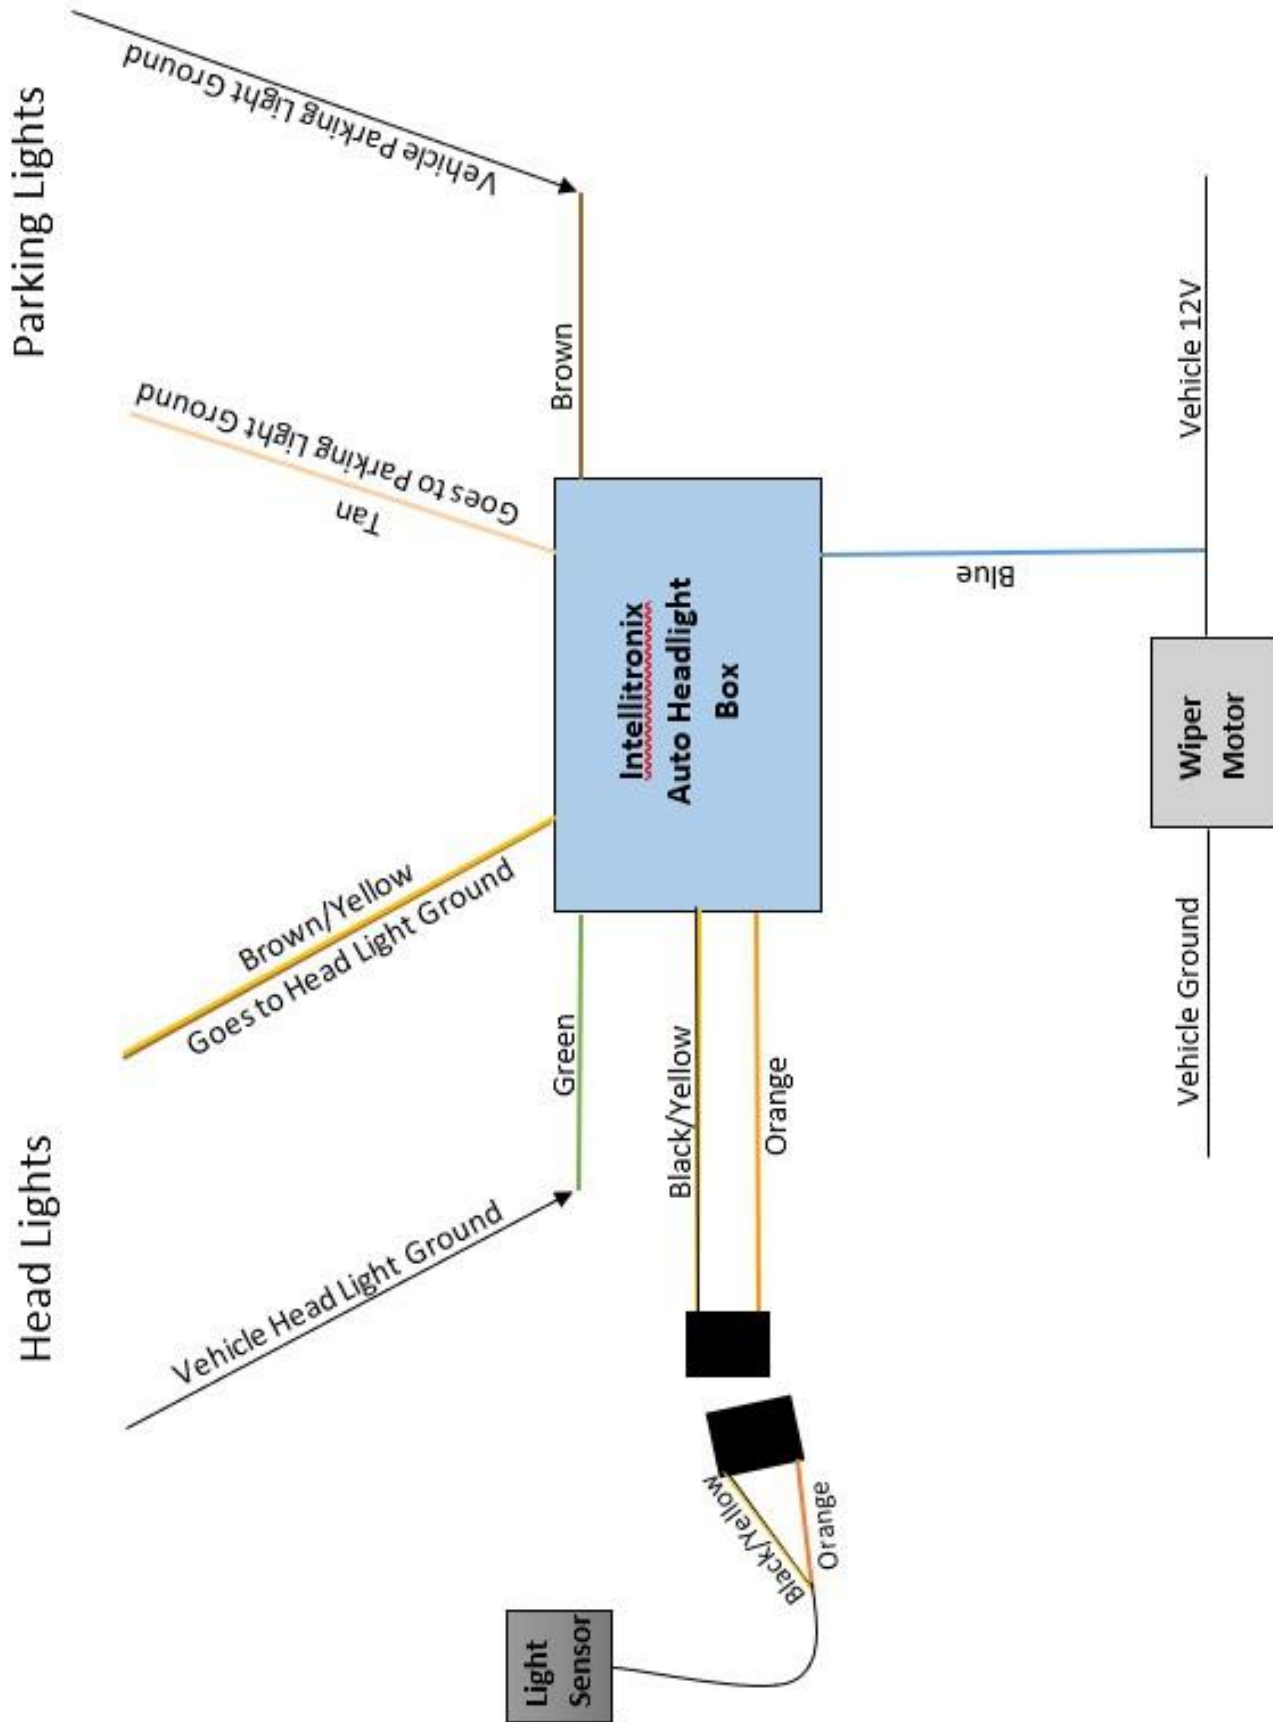 Head Lights
Parking Lights
Vehicle Head Light Ground
Brown/Yellow
Goes to Head Light Ground
Goes to Parking Light Ground
Tan
Vehicle Parking Light Ground
Green
Brown
Black/Yellow
Orange
Intellitronix
Auto Headlight
Box
Light
Sensor
Black/Yellow
Orange
Blue
Vehicle Ground
Wiper
Motor
Vehicle 12V